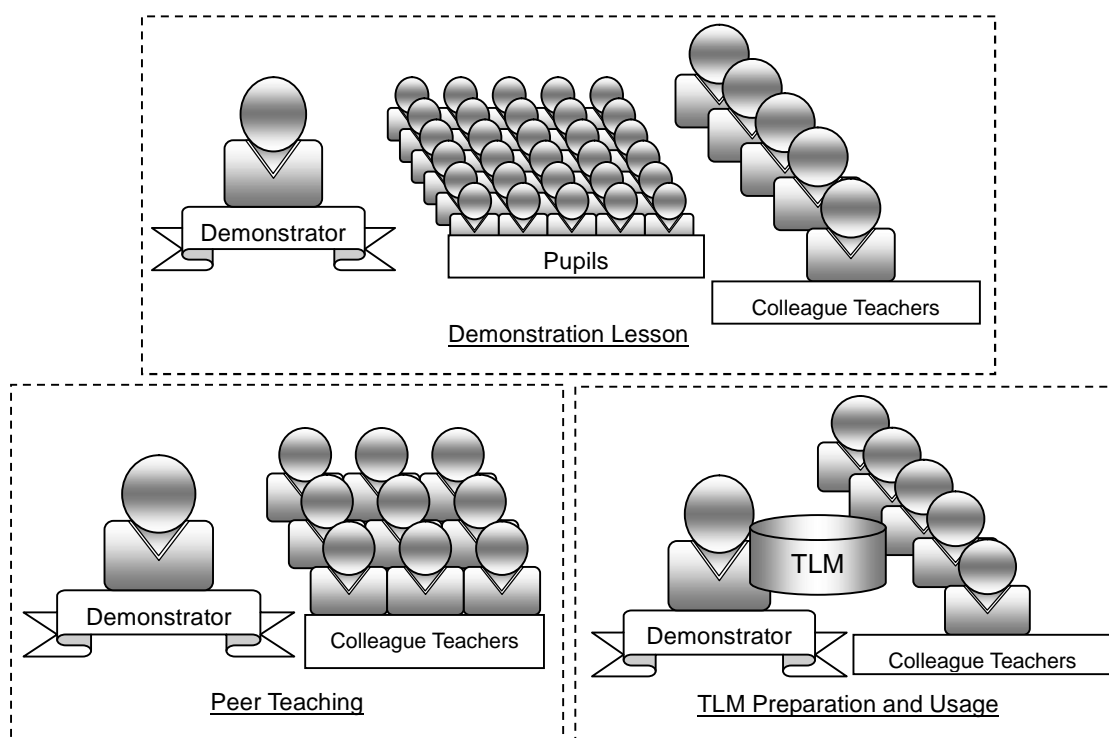 Demonstrator
Pupils
Colleague Teachers
Demonstration Lesson
Demonstrator
Colleague Teachers
Peer Teaching
TLM
Demonstrator
Colleague Teachers
TLM Preparation and Usage